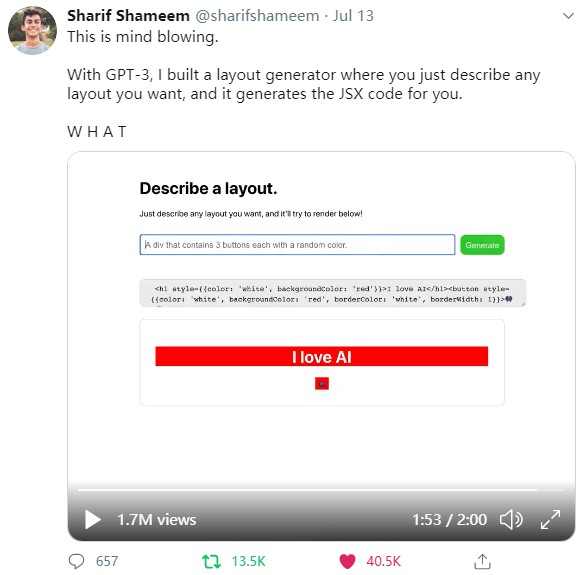 Sharif Shameem @sharifshameem · Jul 13
This is mind blowing.
With GPT-3, I built a layout generator where you just describe any
layout you want, and it generates the JSX code for you.
W H A T
Describe a layout.
Just describe any layout you want, and it'll try to render below!
A div that contains 3 buttons each with a random color.
Generate
<h1 style={{color: 'white', backgroundColor: 'red'}}>I love AI</h1><button style=
{{color: 'white', backgroundColor: 'red', borderColor: 'white', borderWidth: 1}}>
I love AI
1.7M views
1:53 / 2:00
657
13.5K
40.5K